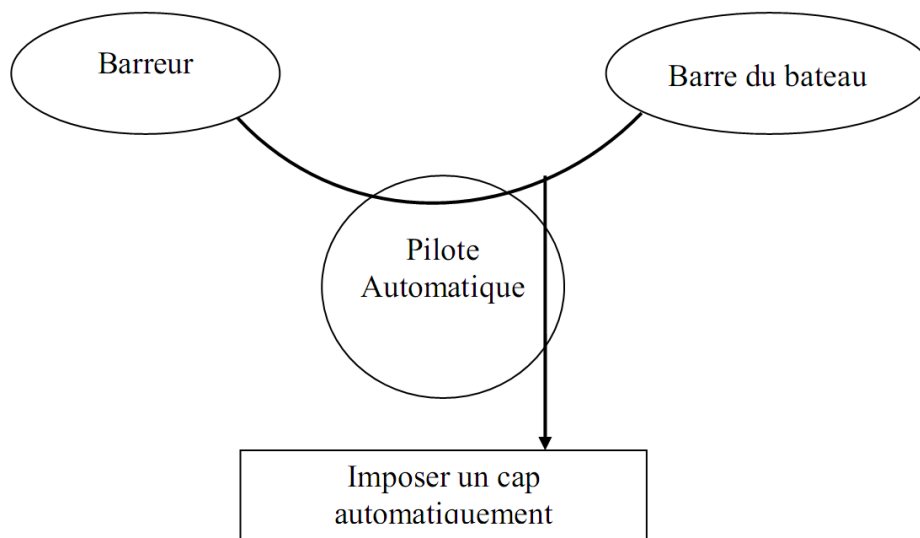 Barreur
Barre du bateau
Pilote
Automatique
Imposer un cap
automatiquement